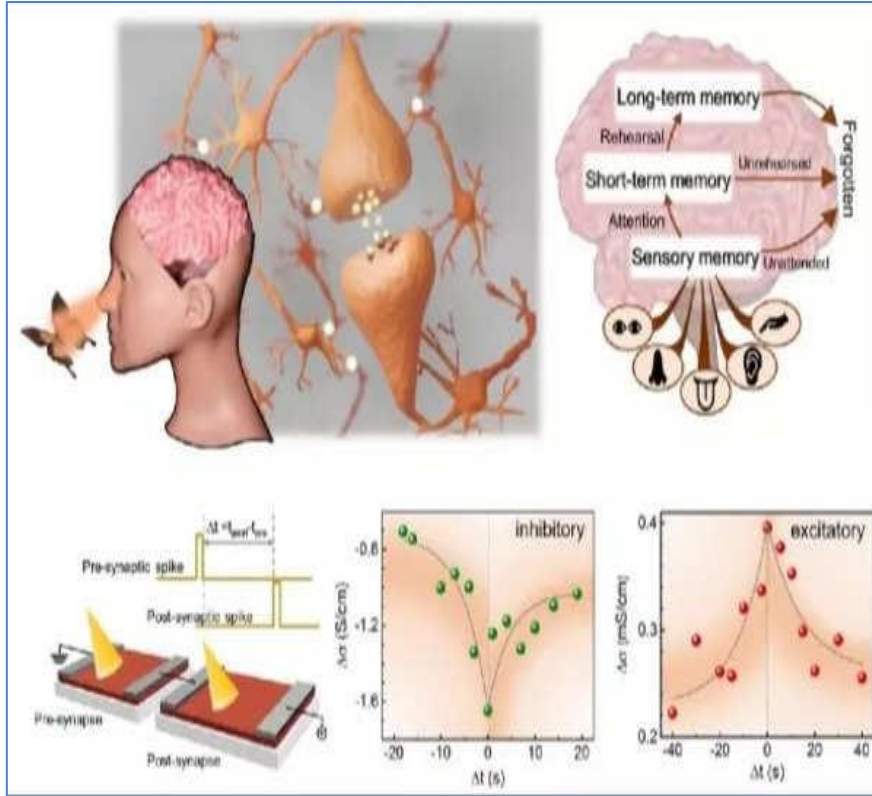 Long-term memory
Rehearsal
Short-term memory
Unrehearsed
Attention
Sensory memory
Unattended
Forgotten
Pre-synaptic spike
Post-synaptic spike
Pre-synapse
Post-synapse
inhibitory
Δσ (S/cm)
-0.8
-1.2
-1.6
-20 -10 0 10 20
Δt (s)
excitatory
Δσ (mS/cm)
0.4
0.3
0.2
-40 -20 0 20 40
Δt (s)